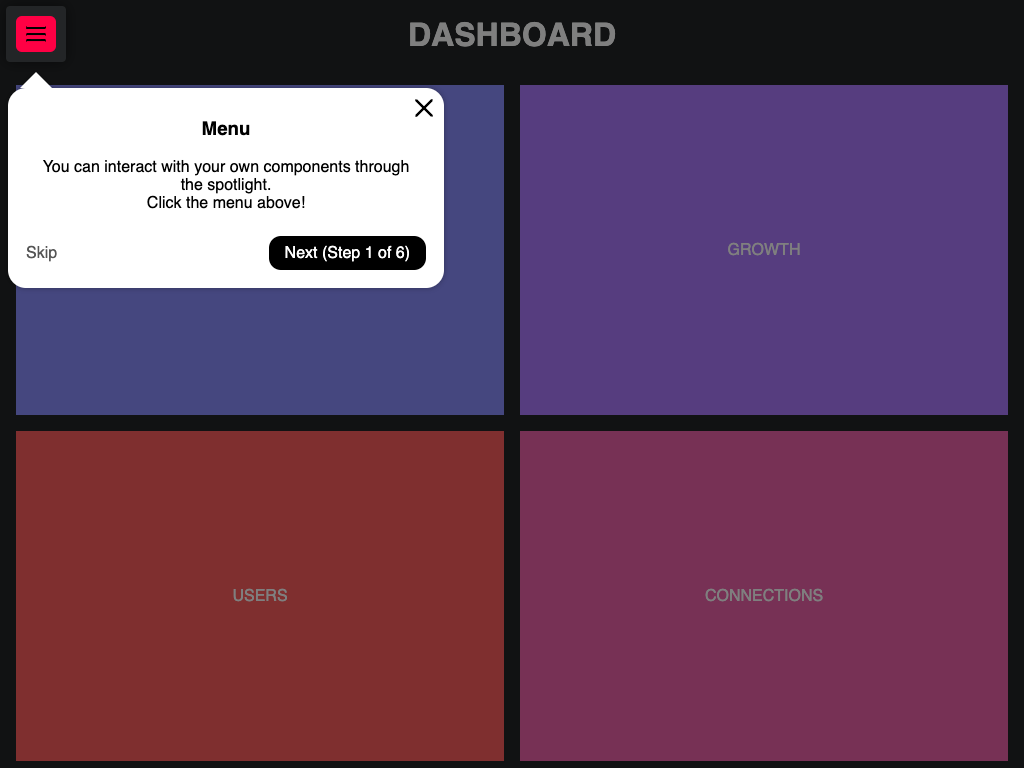 DASHBOARD
Menu
You can interact with your own components through
the spotlight.
Click the menu above!
Skip
Next (Step 1 of 6)
GROWTH
USERS
CONNECTIONS